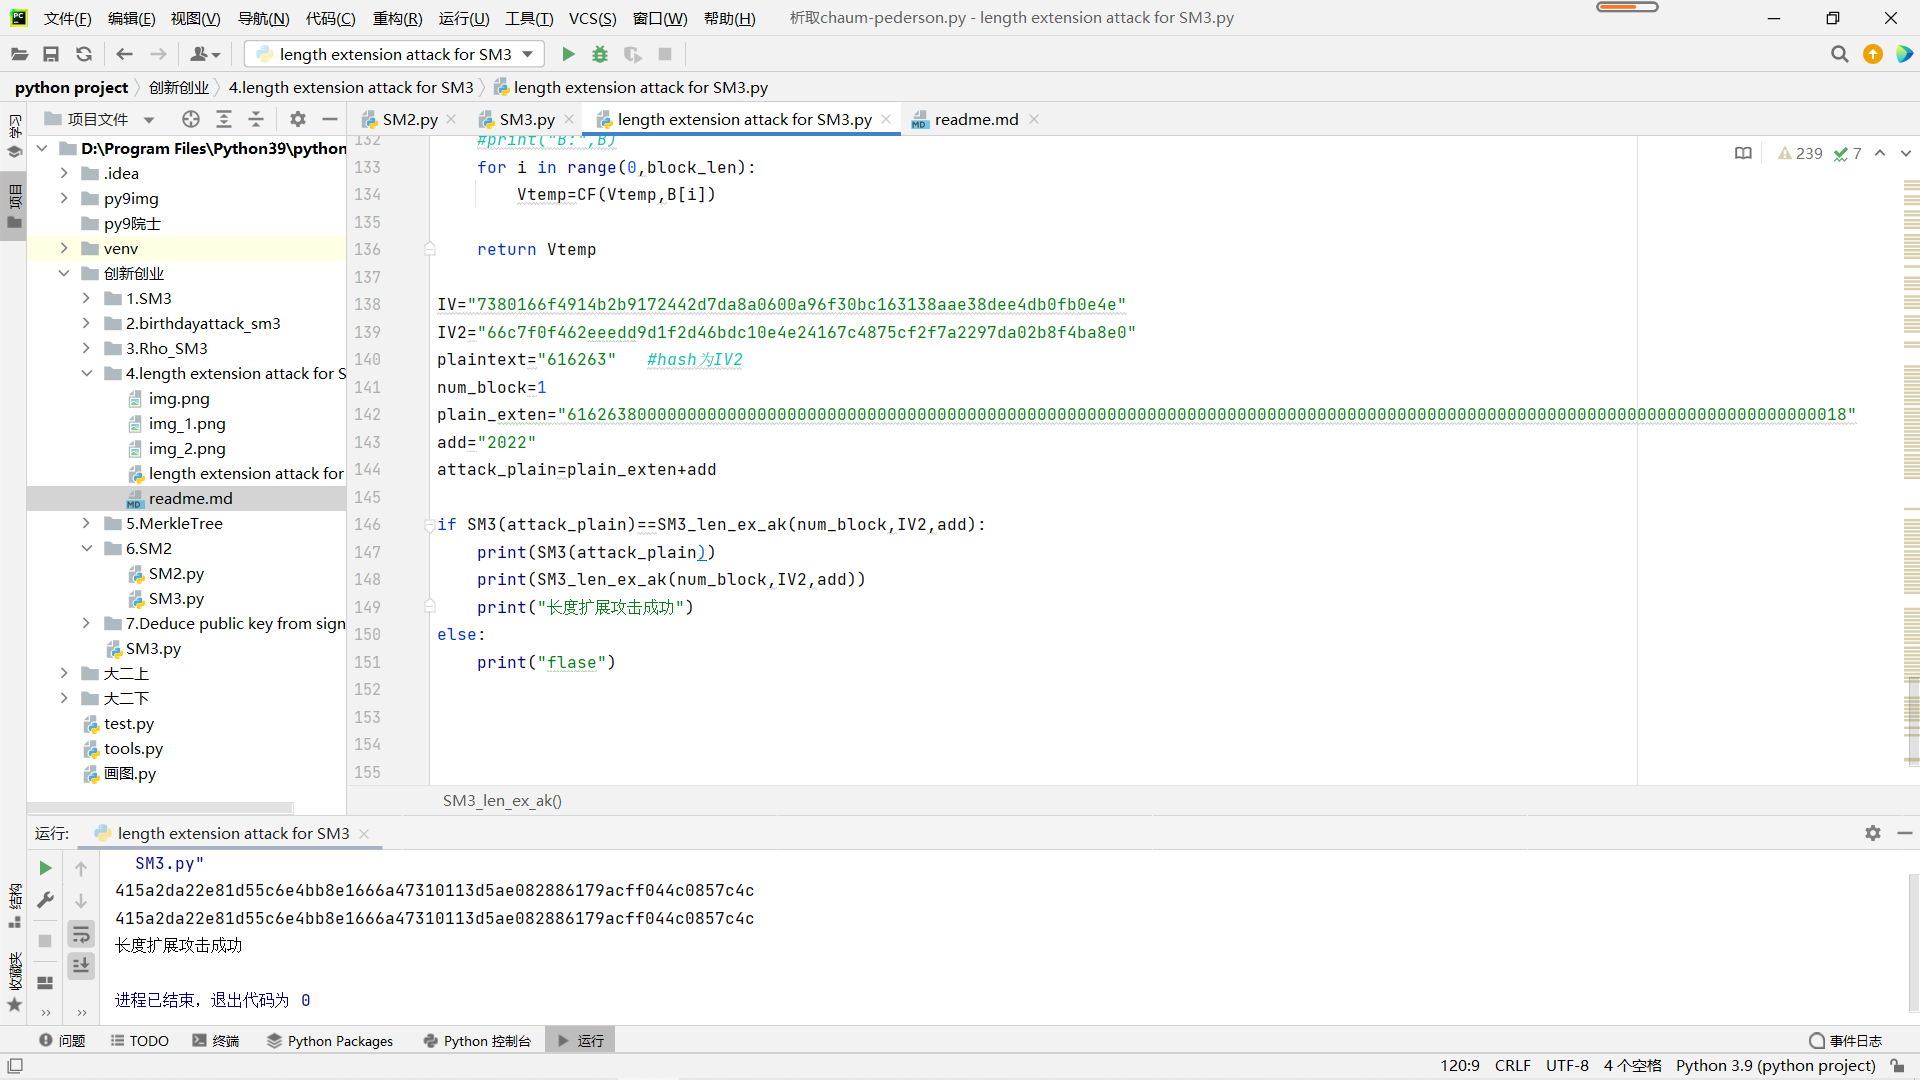 文件(F) 编辑(E) 视图(V) 导航(N) 代码(C) 重构(R) 运行(U) 工具(T) VCS(S) 窗口(W) 帮助(H) 析取chaum-pederson.py - length extension attack for SM3.py
length extension attack for SM3
python project 创新创业 4.length extension attack for SM3 length extension attack for SM3.py
学习
项目
项目文件
D:\Program Files\Python39\python
.idea
py9img
py9院士
venv
创新创业
1.SM3
2.birthdayattack_sm3
3.Rho_SM3
4.length extension attack for S
img.png
img_1.png
img_2.png
length extension attack for
readme.md
5.MerkleTree
6.SM2
SM2.py
SM3.py
7.Deduce public key from sign
SM3.py
大二上
大二下
test.py
tools.py
画图.py
SM2.py SM3.py length extension attack for SM3.py readme.md
239 7
132 #print("B:",B)
133 for i in range(0,block_len):
134 Vtemp=CF(Vtemp,B[i])
135
136 return Vtemp
137
138 IV="7380166f4914b2b9172442d7da8a0600a96f30bc163138aae38dee4db0fb0e4e"
139 IV2="66c7f0f462eeedd9d1f2d46bdc10e4e24167c4875cf2f7a2297da02b8f4ba8e0"
140 plaintext="616263" #hash为IV2
141 num_block=1
142 plain_exten="61626380000000000000000000000000000000000000000000000000000000000000000000000000000000000000000000000000000000000000000000000018"
143 add="2022"
144 attack_plain=plain_exten+add
145
146 if SM3(attack_plain)==SM3_len_ex_ak(num_block,IV2,add):
147 print(SM3(attack_plain))
148 print(SM3_len_ex_ak(num_block,IV2,add))
149 print("长度扩展攻击成功")
150 else:
151 print("flase")
152
153
154
155
SM3_len_ex_ak()
运行: length extension attack for SM3
SM3.py"
415a2da22e81d55c6e4bb8e1666a47310113d5ae082886179acff044c0857c4c
415a2da22e81d55c6e4bb8e1666a47310113d5ae082886179acff044c0857c4c
长度扩展攻击成功
进程已结束，退出代码为 0
结构
收藏夹
问题 TODO 终端 Python Packages Python 控制台 运行 事件日志
120:9 CRLF UTF-8 4 个空格 Python 3.9 (python project)